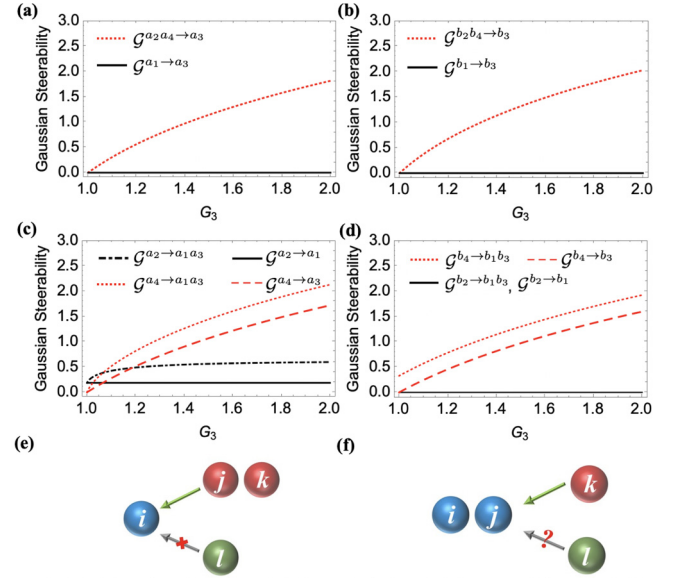 (a)
3.0
2.5
2.0
1.5
1.0
0.5
0.0
Gaussian Steerability
𝒢^{a₂a₄→a₃}
𝒢^{a₁→a₃}
1.0 1.2 1.4 1.6 1.8 2.0
G₃
(b)
3.0
2.5
2.0
1.5
1.0
0.5
0.0
Gaussian Steerability
𝒢^{b₂b₄→b₃}
𝒢^{b₁→b₃}
1.0 1.2 1.4 1.6 1.8 2.0
G₃
(c)
3.0
2.5
2.0
1.5
1.0
0.5
0.0
Gaussian Steerability
𝒢^{a₂→a₁a₃} 𝒢^{a₂→a₁}
𝒢^{a₄→a₁a₃} 𝒢^{a₄→a₃}
1.0 1.2 1.4 1.6 1.8 2.0
G₃
(d)
3.0
2.5
2.0
1.5
1.0
0.5
0.0
Gaussian Steerability
𝒢^{b₄→b₁b₃} 𝒢^{b₄→b₃}
𝒢^{b₂→b₁b₃}, 𝒢^{b₂→b₁}
1.0 1.2 1.4 1.6 1.8 2.0
G₃
(e)
j k
i
*
l
(f)
k
i j
?
l